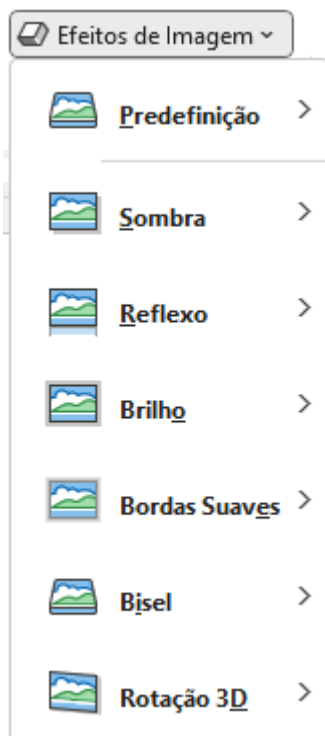 Efeitos de Imagem
Predefinição
Sombra
Reflexo
Brilho
Bordas Suaves
Bisel
Rotação 3D